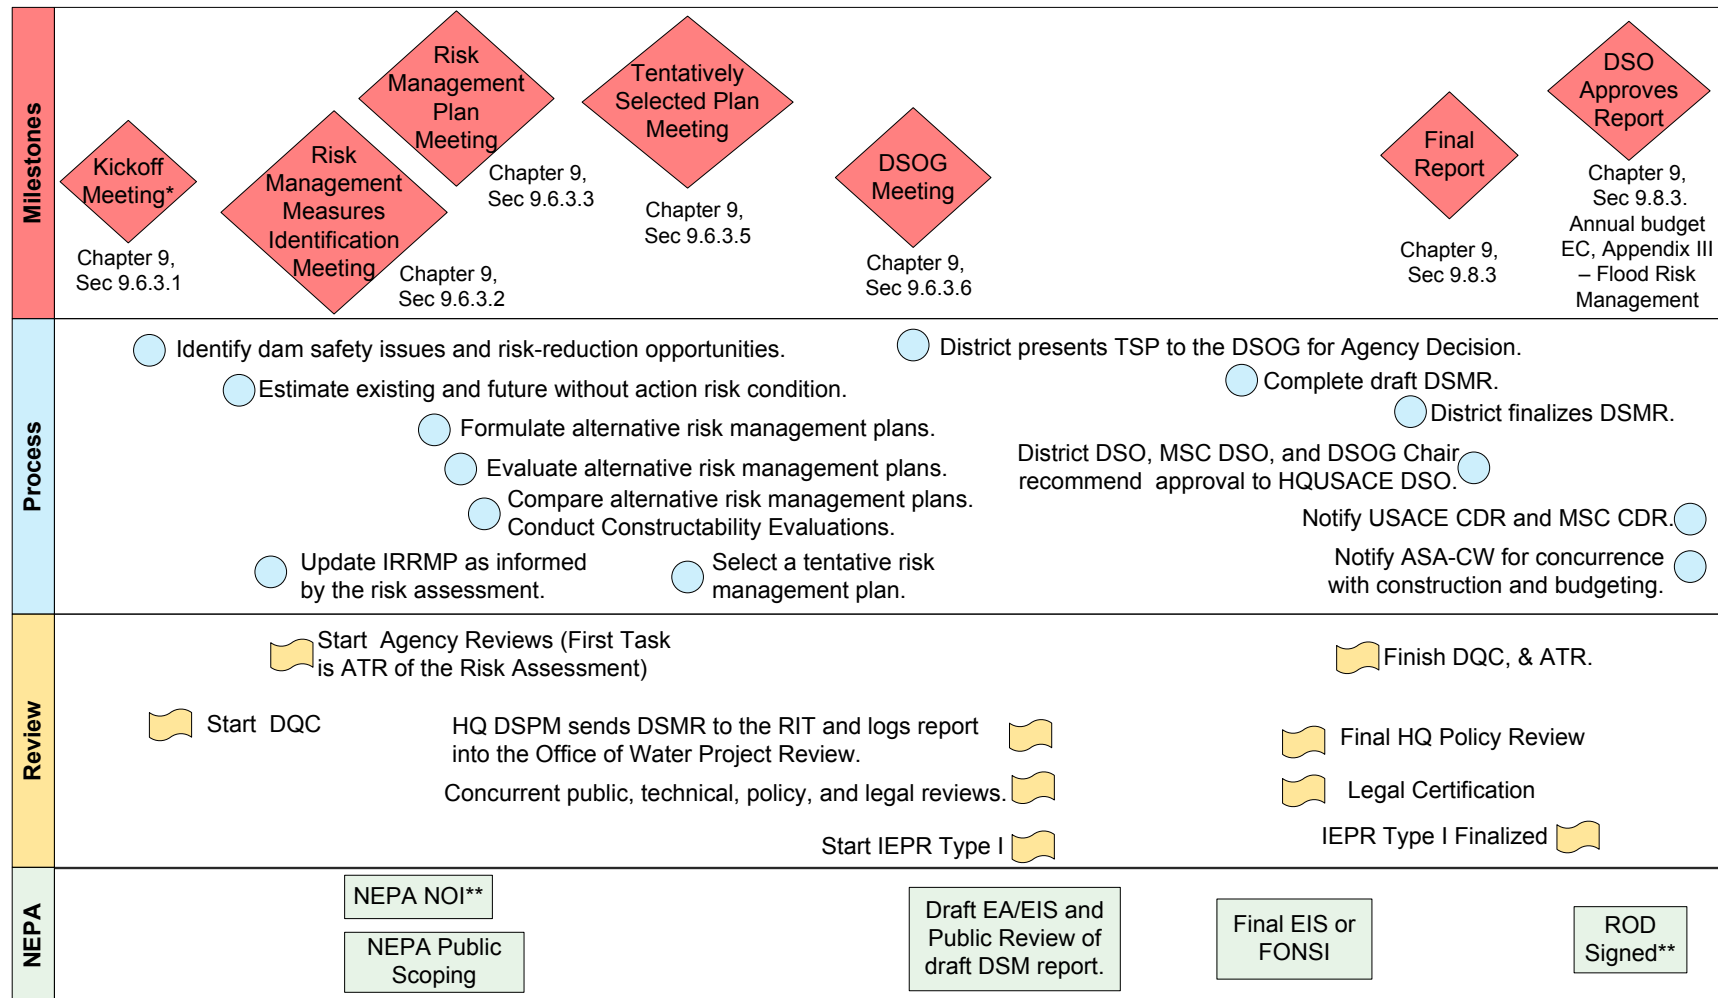 Milestones
Kickoff
Meeting*
Chapter 9,
Sec 9.6.3.1
Risk
Management
Measures
Identification
Meeting
Chapter 9,
Sec 9.6.3.2
Risk
Management
Plan
Meeting
Chapter 9,
Sec 9.6.3.3
Tentatively
Selected Plan
Meeting
Chapter 9,
Sec 9.6.3.5
DSOG
Meeting
Chapter 9,
Sec 9.6.3.6
Final
Report
Chapter 9,
Sec 9.8.3
DSO
Approves
Report
Chapter 9,
Sec 9.8.3.
Annual budget
EC, Appendix III
– Flood Risk
Management
Process
Identify dam safety issues and risk-reduction opportunities.
Estimate existing and future without action risk condition.
Formulate alternative risk management plans.
Evaluate alternative risk management plans.
Compare alternative risk management plans.
Conduct Constructability Evaluations.
Update IRRMP as informed
by the risk assessment.
Select a tentative risk
management plan.
District presents TSP to the DSOG for Agency Decision.
Complete draft DSMR.
District finalizes DSMR.
District DSO, MSC DSO, and DSOG Chair
recommend approval to HQUSACE DSO.
Notify USACE CDR and MSC CDR.
Notify ASA-CW for concurrence
with construction and budgeting.
Review
Start Agency Reviews (First Task
is ATR of the Risk Assessment)
Start DQC
HQ DSPM sends DSMR to the RIT and logs report
into the Office of Water Project Review.
Concurrent public, technical, policy, and legal reviews.
Start IEPR Type I
Finish DQC, & ATR.
Final HQ Policy Review
Legal Certification
IEPR Type I Finalized
NEPA
NEPA NOI**
NEPA Public
Scoping
Draft EA/EIS and
Public Review of
draft DSM report.
Final EIS or
FONSI
ROD
Signed**